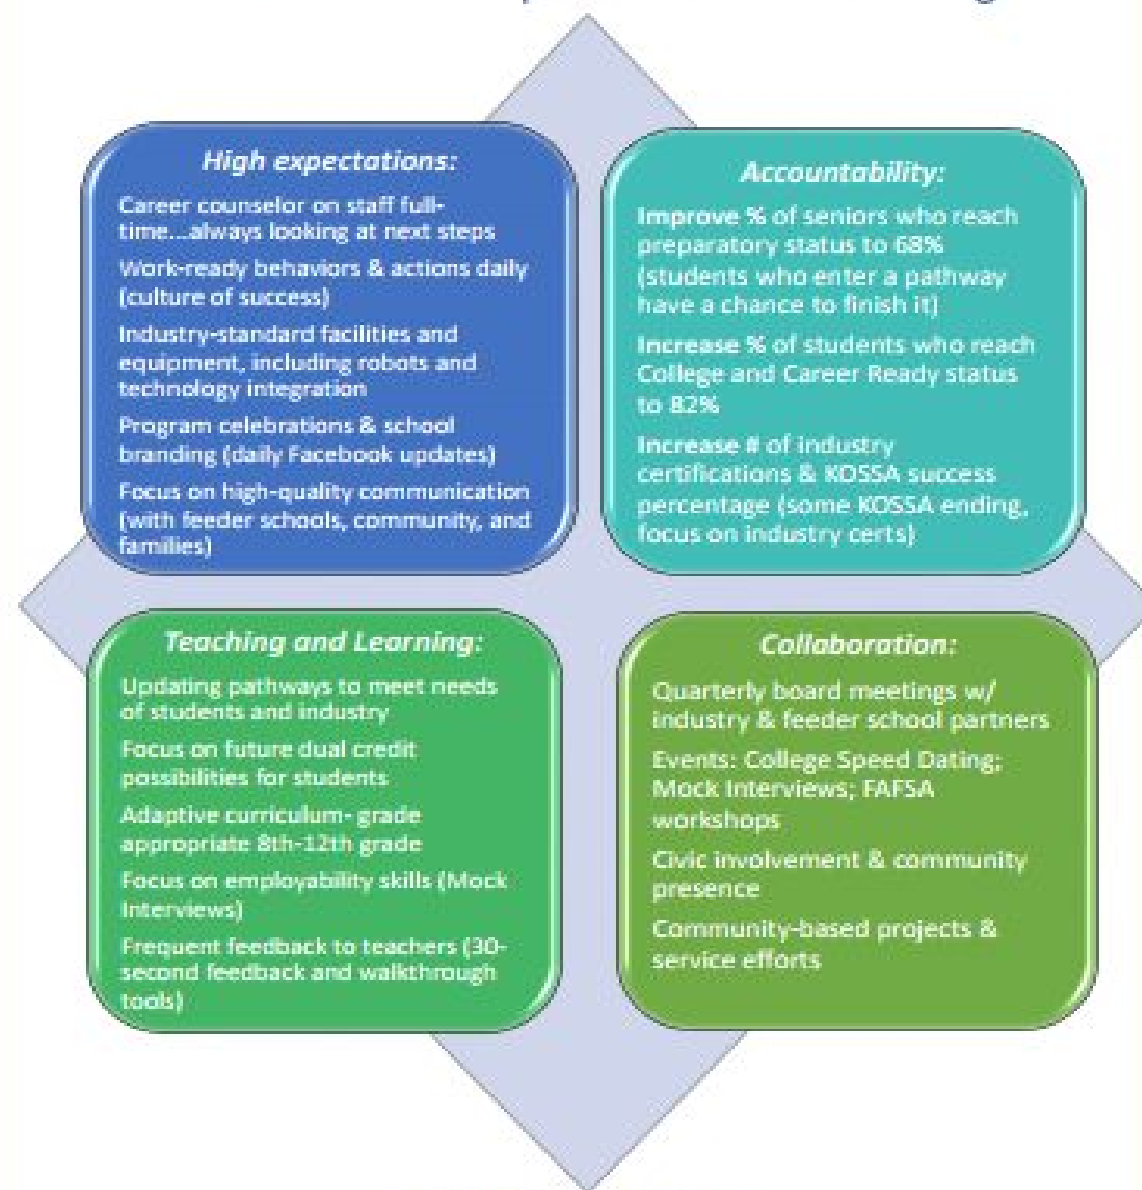 High expectations:
Career counselor on staff full-
time...always looking at next steps
Work-ready behaviors & actions daily
(culture of success)
Industry-standard facilities and
equipment, including robots and
technology integration
Program celebrations & school
branding (daily Facebook updates)
Focus on high-quality communication
(with feeder schools, community, and
families)
Accountability:
Improve % of seniors who reach
preparatory status to 68%
(students who enter a pathway
have a chance to finish it)
Increase % of students who reach
College and Career Ready status
to 82%
Increase # of industry
certifications & KOSSA success
percentage (some KOSSA ending,
focus on industry certs)
Teaching and Learning:
Updating pathways to meet needs
of students and industry
Focus on future dual credit
possibilities for students
Adaptive curriculum- grade
appropriate 8th-12th grade
Focus on employability skills (Mock
Interviews)
Frequent feedback to teachers (30-
second feedback and walkthrough
tools)
Collaboration:
Quarterly board meetings w/
industry & feeder school partners
Events: College Speed Dating;
Mock Interviews; FAFSA
workshops
Civic involvement & community
presence
Community-based projects &
service efforts